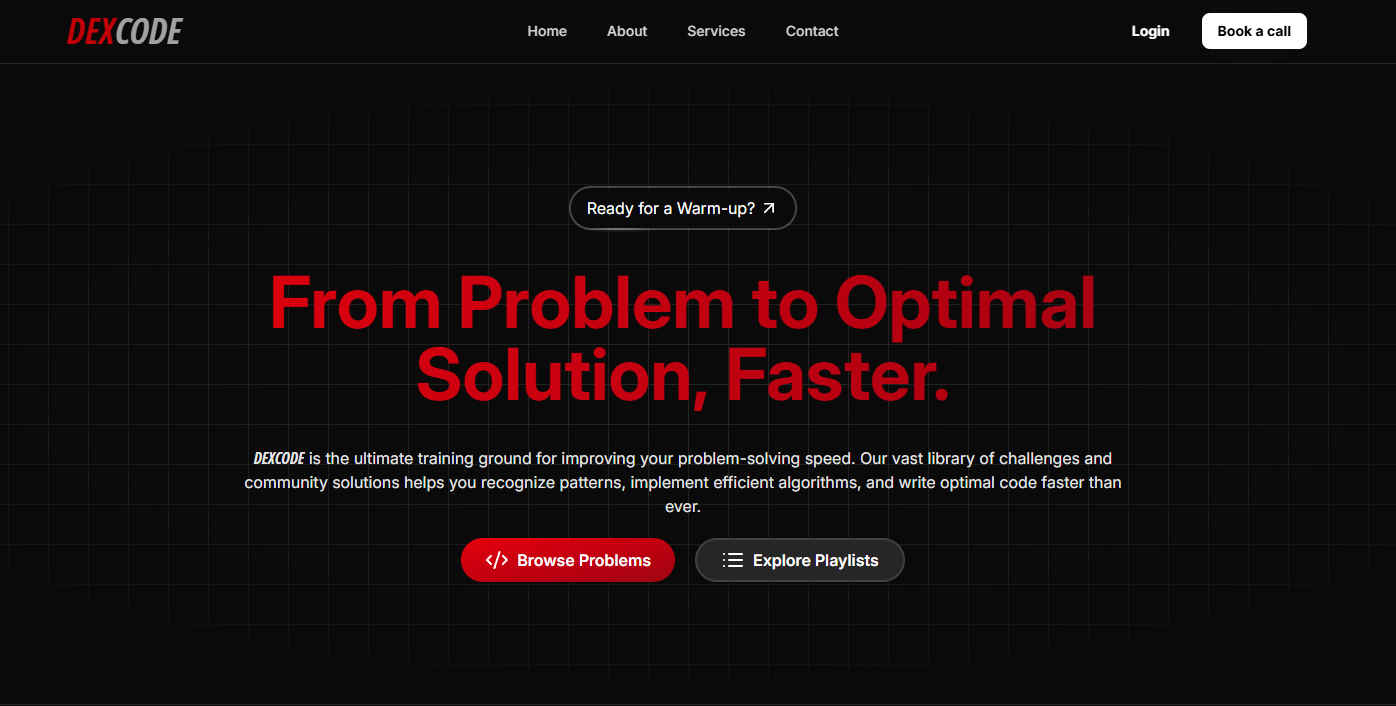 DEXCODE
Home About Services Contact
Login
Book a call
Ready for a Warm-up?
From Problem to Optimal
Solution, Faster.
DEXCODE is the ultimate training ground for improving your problem-solving speed. Our vast library of challenges and
community solutions helps you recognize patterns, implement efficient algorithms, and write optimal code faster than
ever.
</> Browse Problems
Explore Playlists